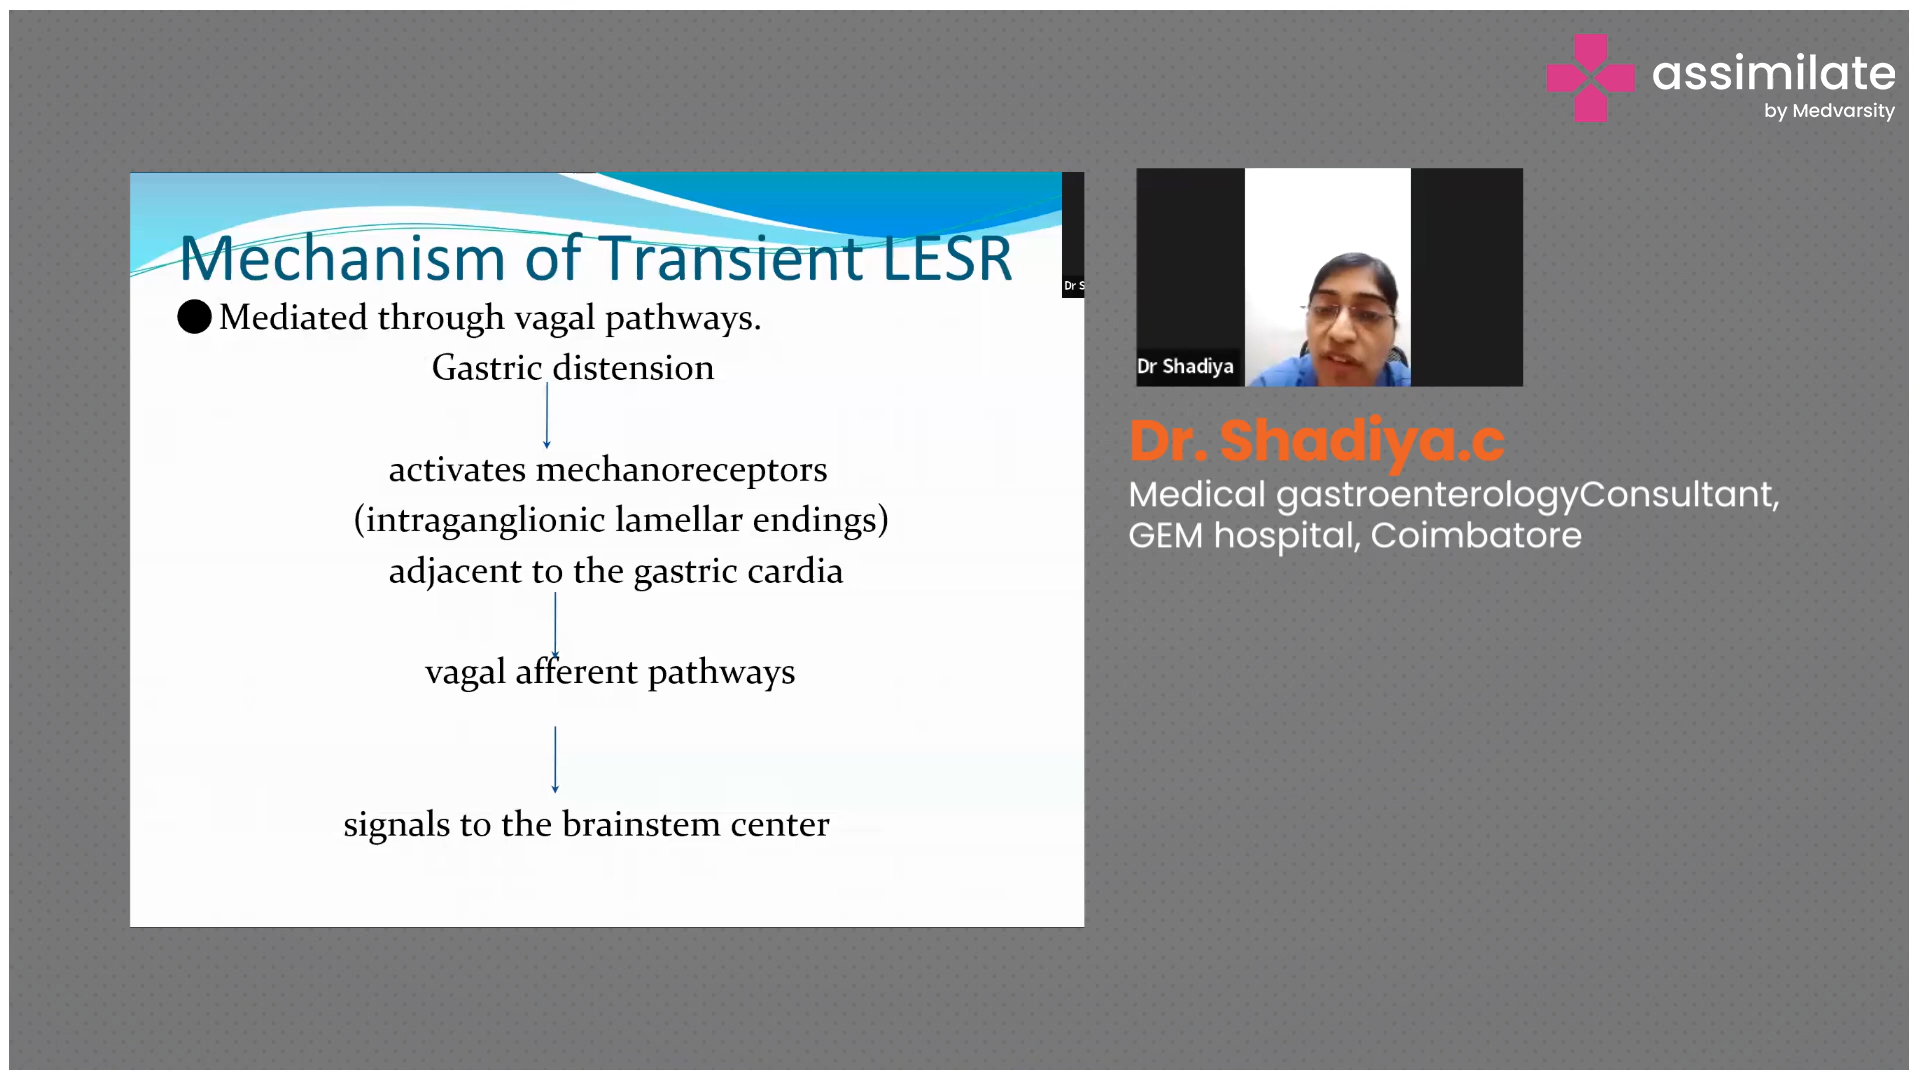 assimilate
by Medvarsity
Mechanism of Transient LESR
Mediated through vagal pathways.
Gastric distension
activates mechanoreceptors
(intraganglionic lamellar endings)
adjacent to the gastric cardia
vagal afferent pathways
signals to the brainstem center
Dr S
Dr Shadiya
Dr. Shadiya.c
Medical gastroenterologyConsultant,
GEM hospital, Coimbatore